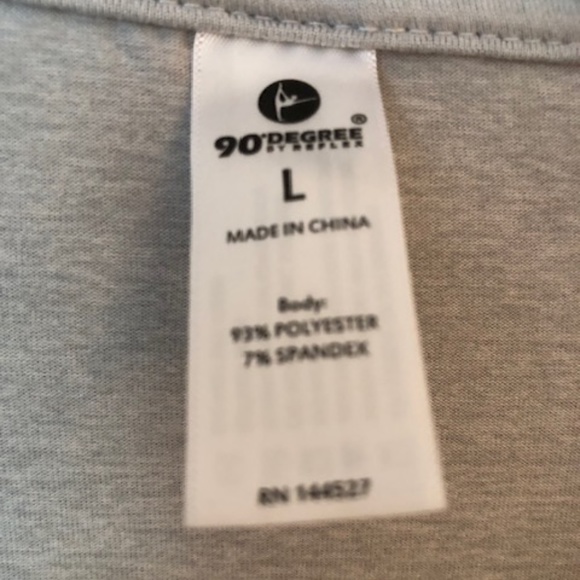 90°DEGREE®
BY REFLEX
L
MADE IN CHINA
Body:
93% POLYESTER
7% SPANDEX
RN 144527